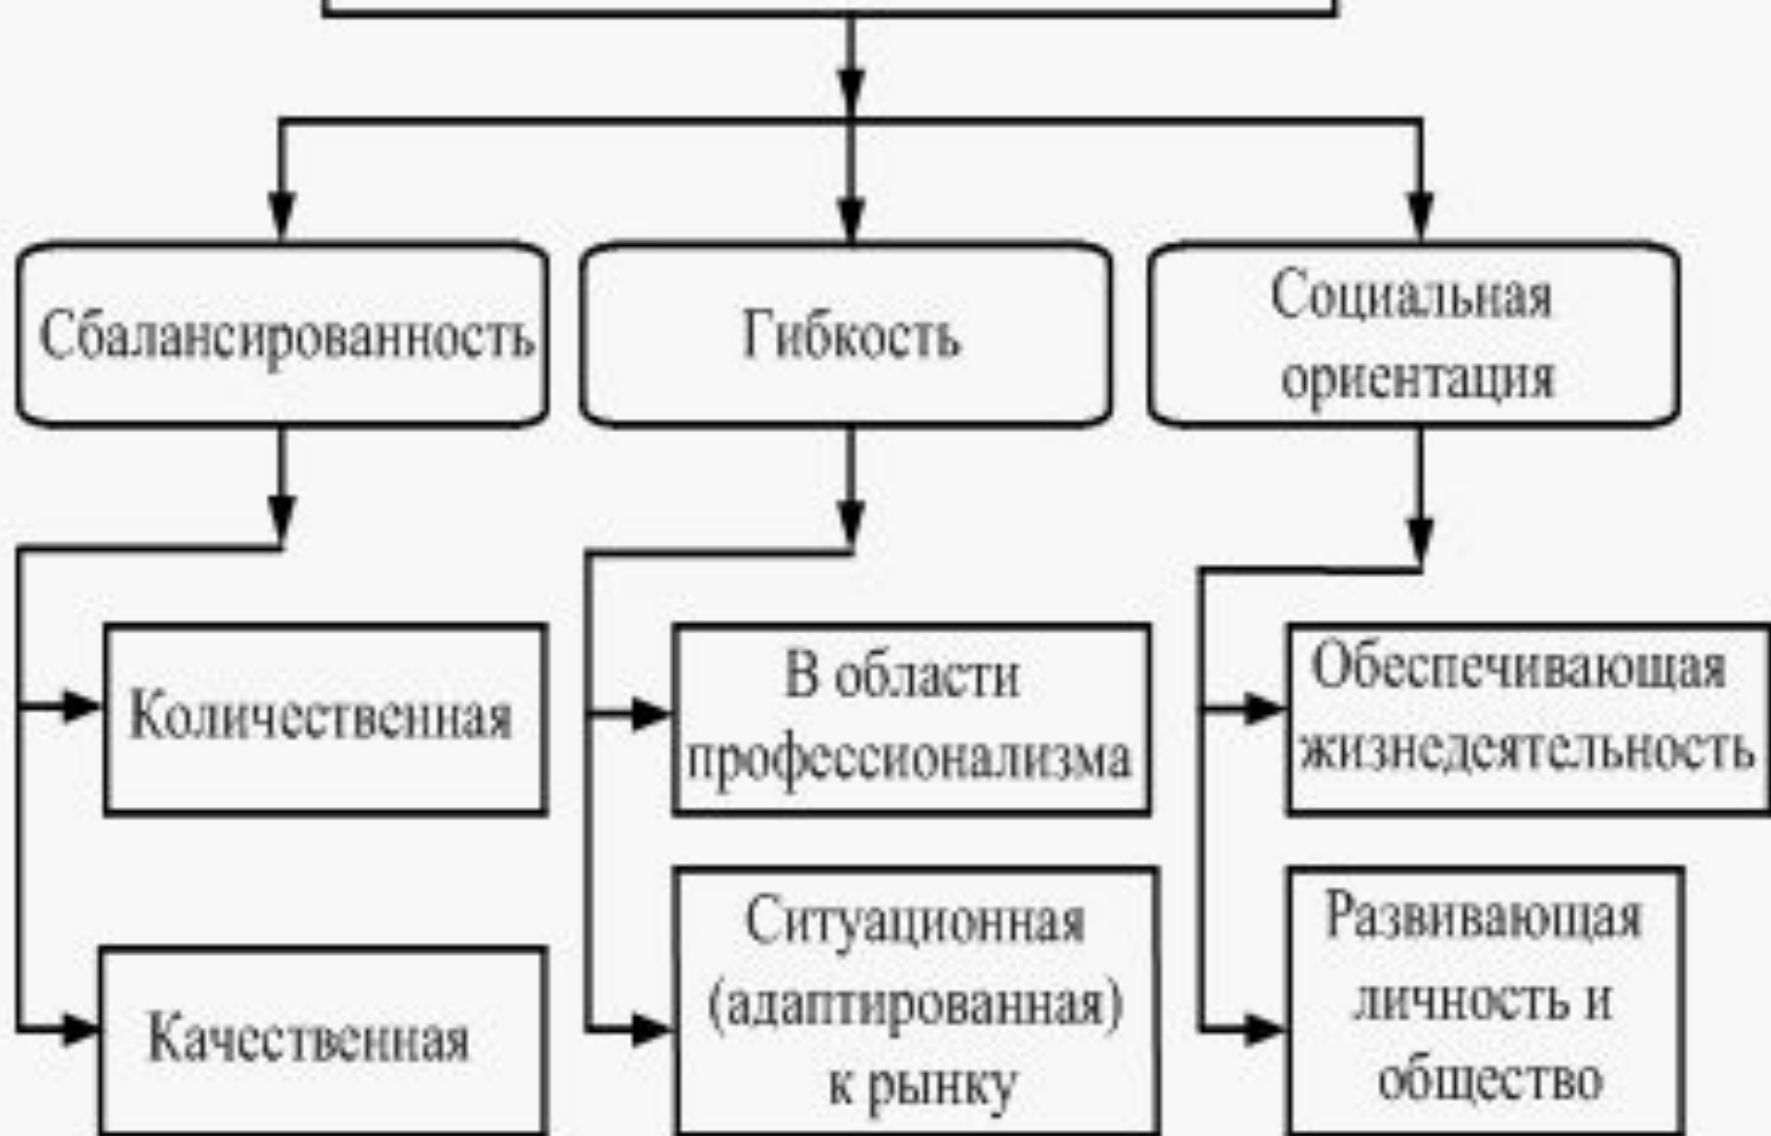 Сбалансированность
Гибкость
Социальная
ориентация
Количественная
Качественная
В области
профессионализма
Ситуационная
(адаптированная)
к рынку
Обеспечивающая
жизнедеятельность
Развивающая
личность и
общество